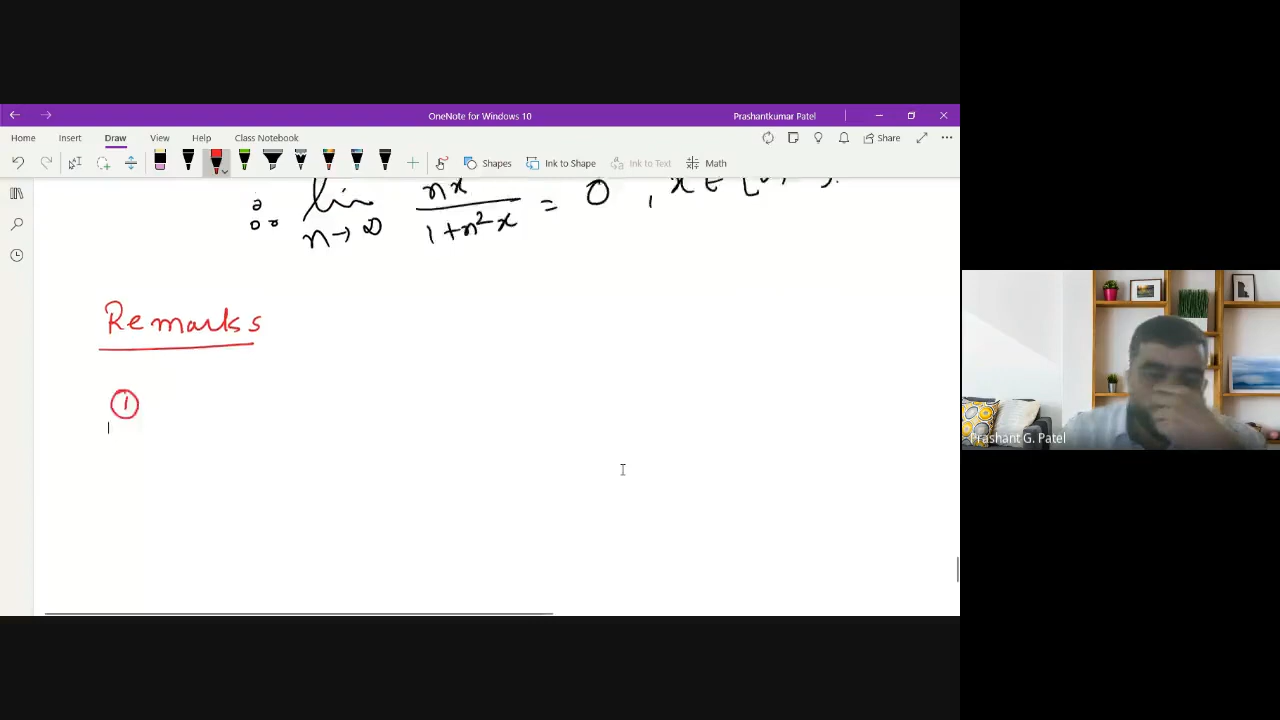 OneNote for Windows 10
Prashantkumar Patel
Home Insert Draw View Help Class Notebook
Share
Shapes Ink to Shape Ink to Text Math
∴ lim n→∞ nx / 1+n²x = 0 , x ∈
Remarks
①
Prashant G. Patel